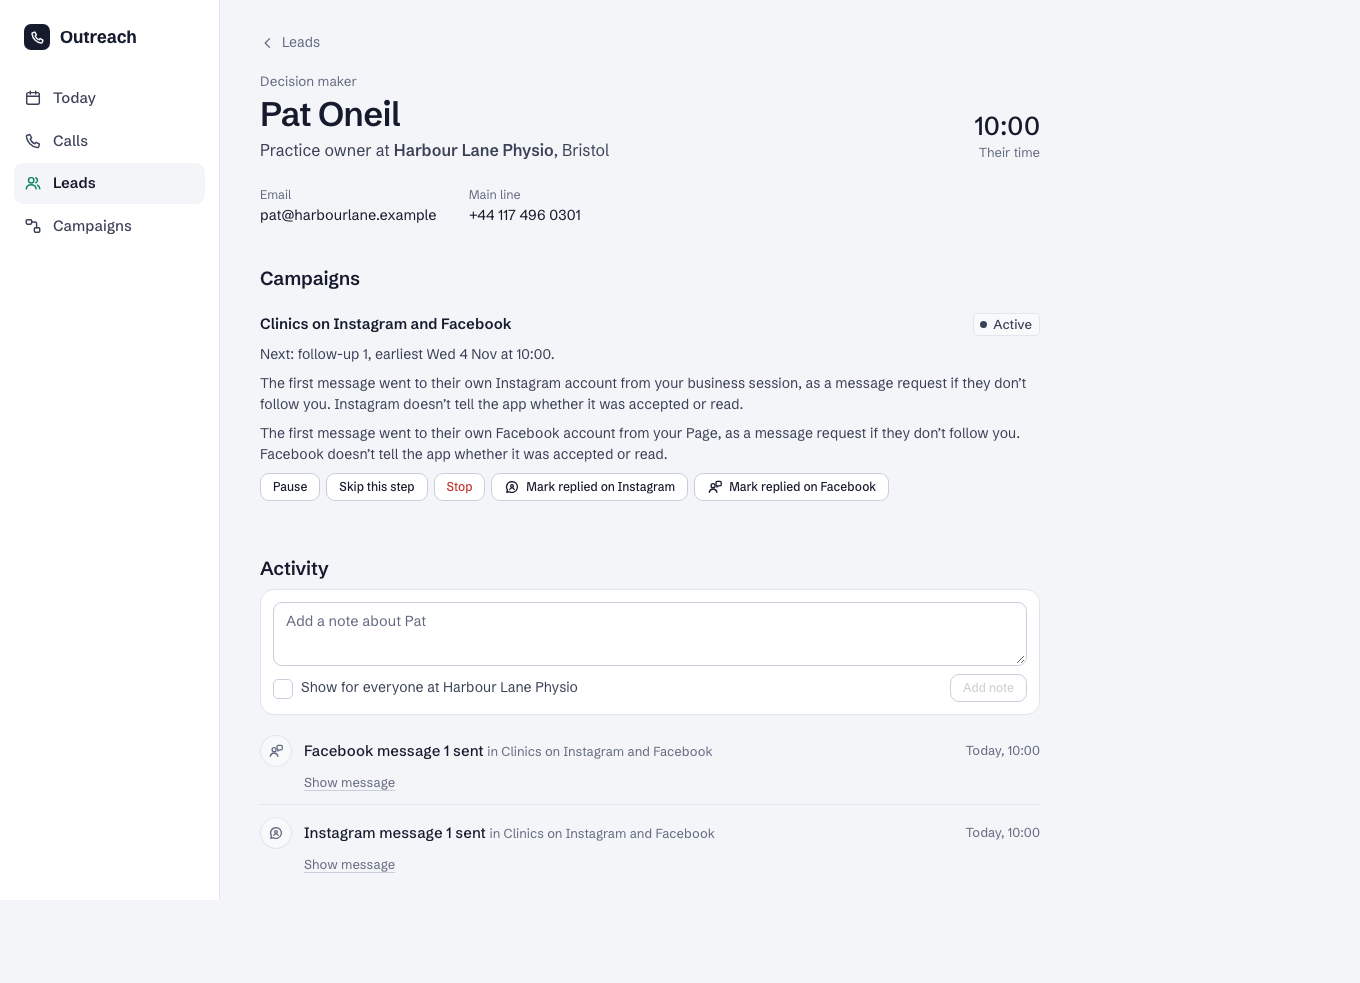 Outreach
Today
Calls
Leads
Campaigns
Leads
Decision maker
Pat Oneil
Practice owner at Harbour Lane Physio, Bristol
10:00
Their time
Email
pat@harbourlane.example
Main line
+44 117 496 0301
Campaigns
Clinics on Instagram and Facebook
Active
Next: follow-up 1, earliest Wed 4 Nov at 10:00.
The first message went to their own Instagram account from your business session, as a message request if they don’t
follow you. Instagram doesn’t tell the app whether it was accepted or read.
The first message went to their own Facebook account from your Page, as a message request if they don’t follow you.
Facebook doesn’t tell the app whether it was accepted or read.
Pause
Skip this step
Stop
Mark replied on Instagram
Mark replied on Facebook
Activity
Add a note about Pat
Show for everyone at Harbour Lane Physio
Add note
Facebook message 1 sent in Clinics on Instagram and Facebook
Today, 10:00
Show message
Instagram message 1 sent in Clinics on Instagram and Facebook
Today, 10:00
Show message